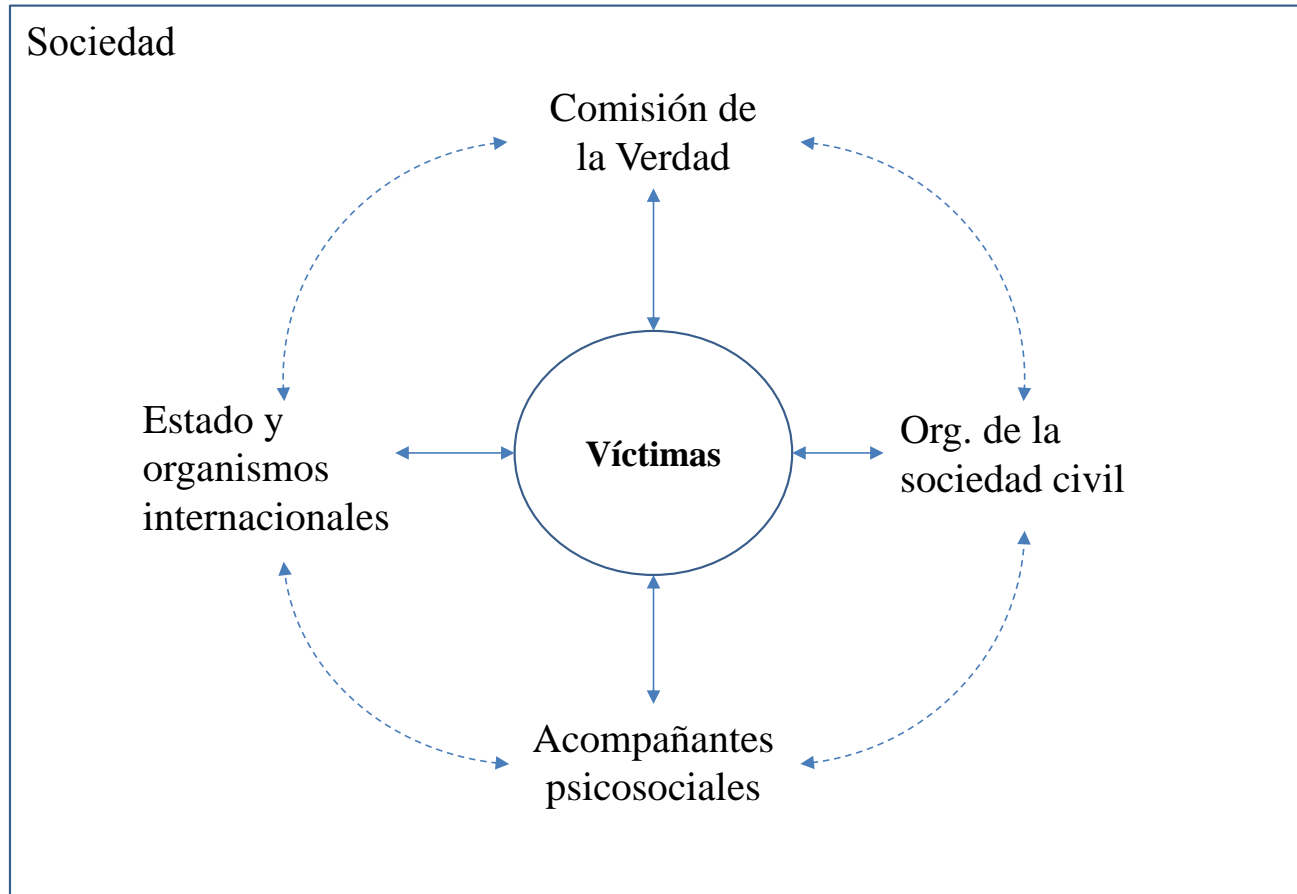 Sociedad
Comisión de
la Verdad
Estado y
organismos
internacionales
Víctimas
Org. de la
sociedad civil
Acompañantes
psicosociales